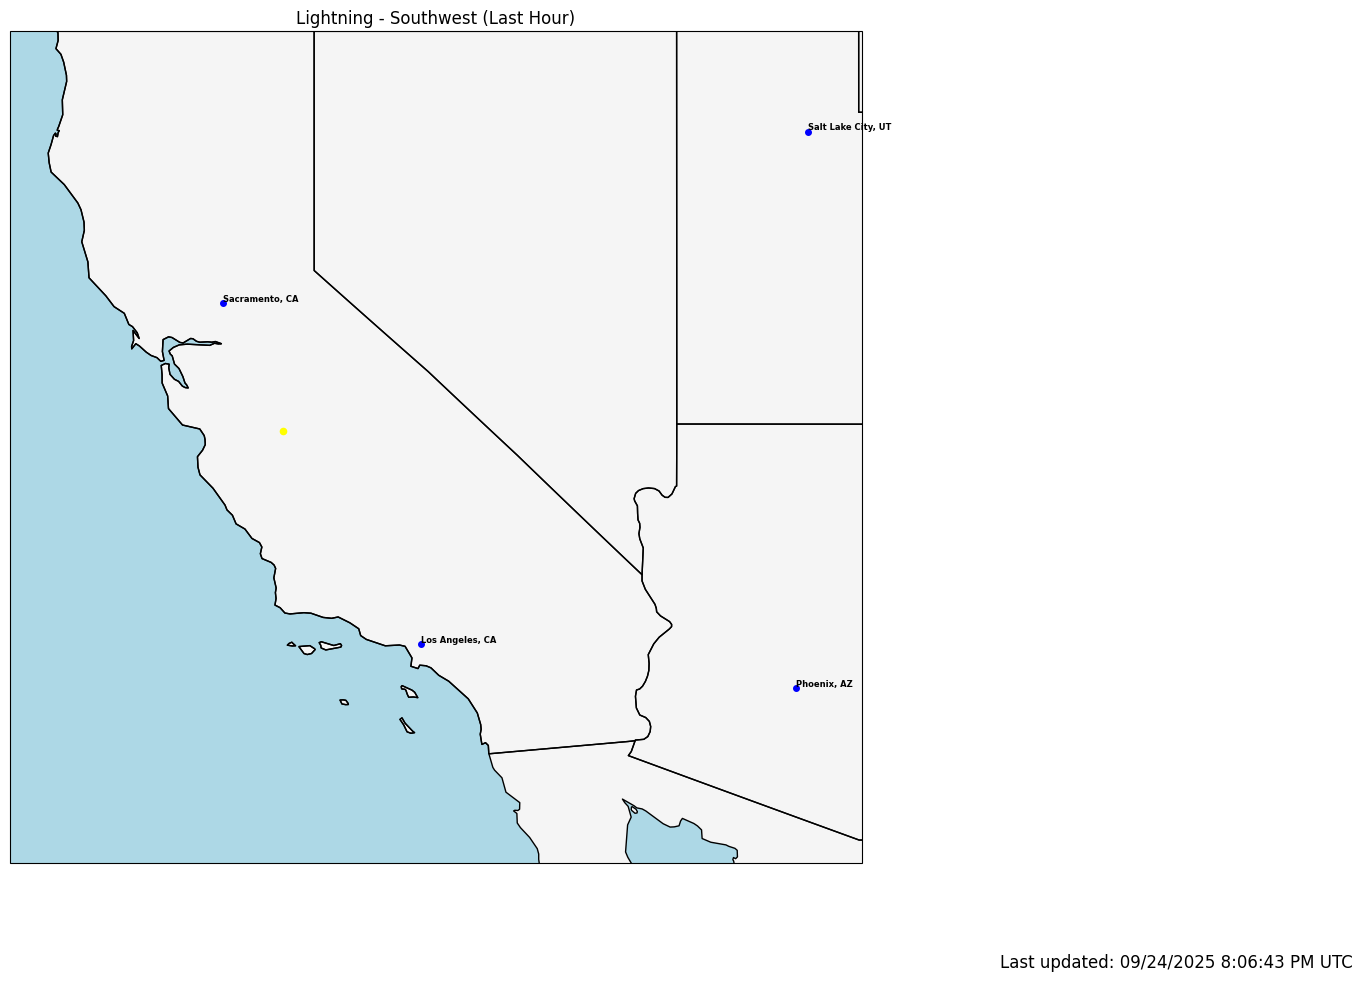 Lightning - Southwest (Last Hour)
Salt Lake City, UT
Sacramento, CA
Los Angeles, CA
Phoenix, AZ
Last updated: 09/24/2025 8:06:43 PM UTC